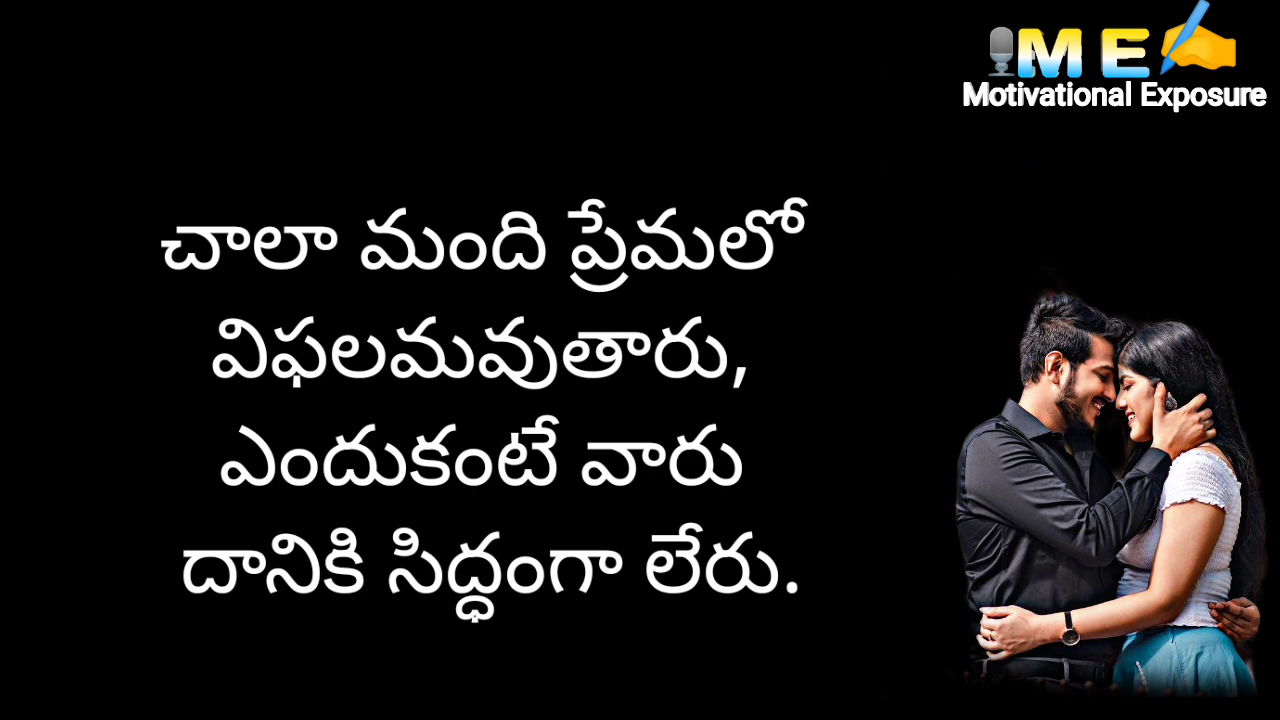 ME
Motivational Exposure
చాలా మంది ప్రేమలో
విఫలమవుతారు,
ఎందుకంటే వారు
దానికి సిద్ధంగా లేరు.